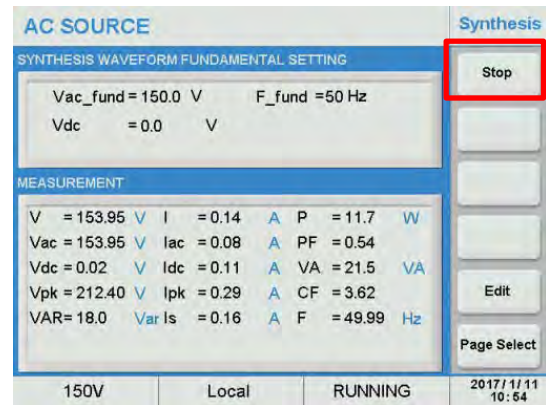 AC SOURCE
Synthesis
SYNTHESIS WAVEFORM FUNDAMENTAL SETTING
Stop
Vac_fund = 150.0 V F_fund =50 Hz
Vdc = 0.0 V
MEASUREMENT
V = 153.95 V I = 0.14 A P = 11.7 W
Vac = 153.95 V Iac = 0.08 A PF = 0.54
Vdc = 0.02 V Idc = 0.11 A VA = 21.5 VA
Vpk = 212.40 V Ipk = 0.29 A CF = 3.62
Edit
VAR= 18.0 Var Is = 0.16 A F = 49.99 Hz
Page Select
150V Local RUNNING 2017/ 1/ 11
10: 54